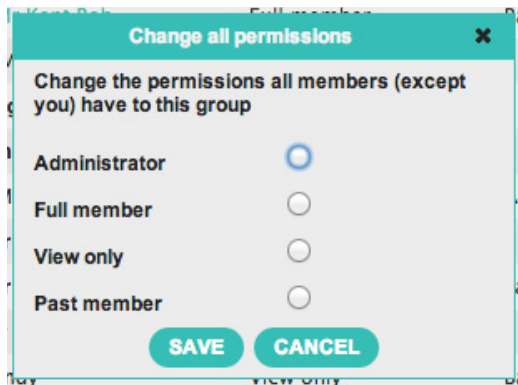 Change all permissions
Change the permissions all members (except
you) have to this group
Administrator
Full member
View only
Past member
SAVE CANCEL